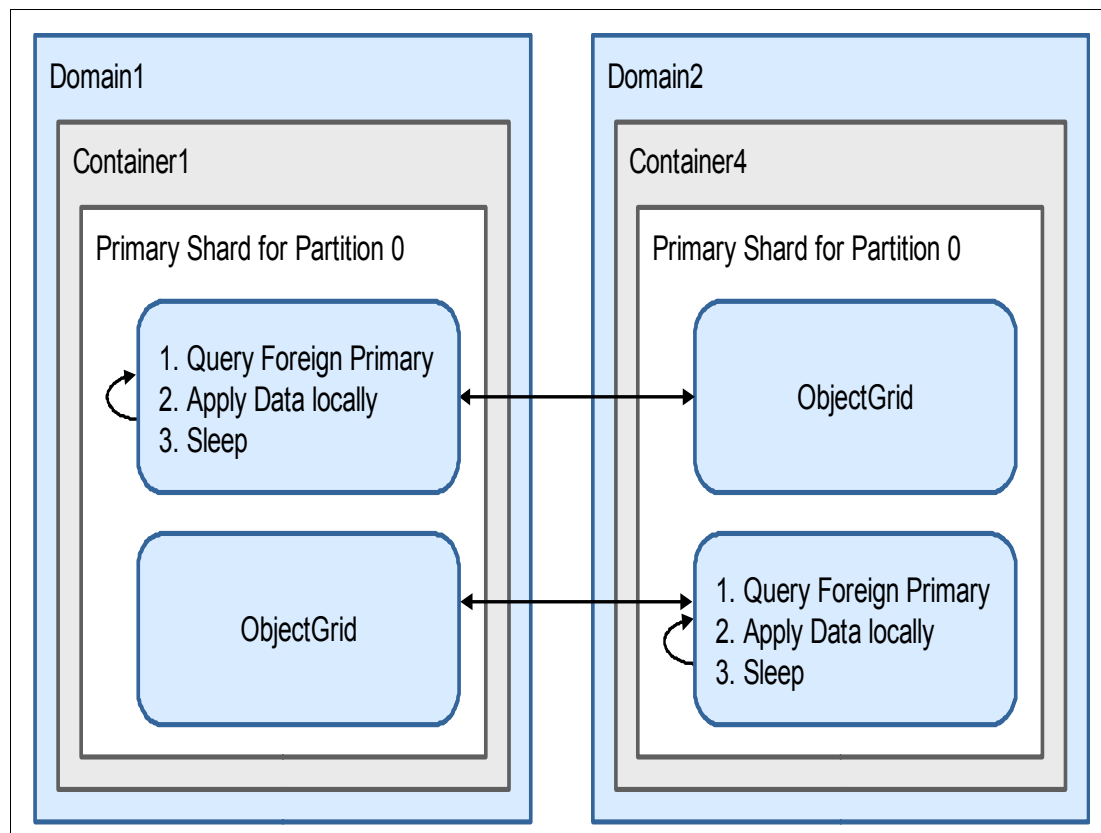 Domain1
Container1
Primary Shard for Partition 0
1. Query Foreign Primary
2. Apply Data locally
3. Sleep
ObjectGrid
Domain2
Container4
Primary Shard for Partition 0
ObjectGrid
1. Query Foreign Primary
2. Apply Data locally
3. Sleep